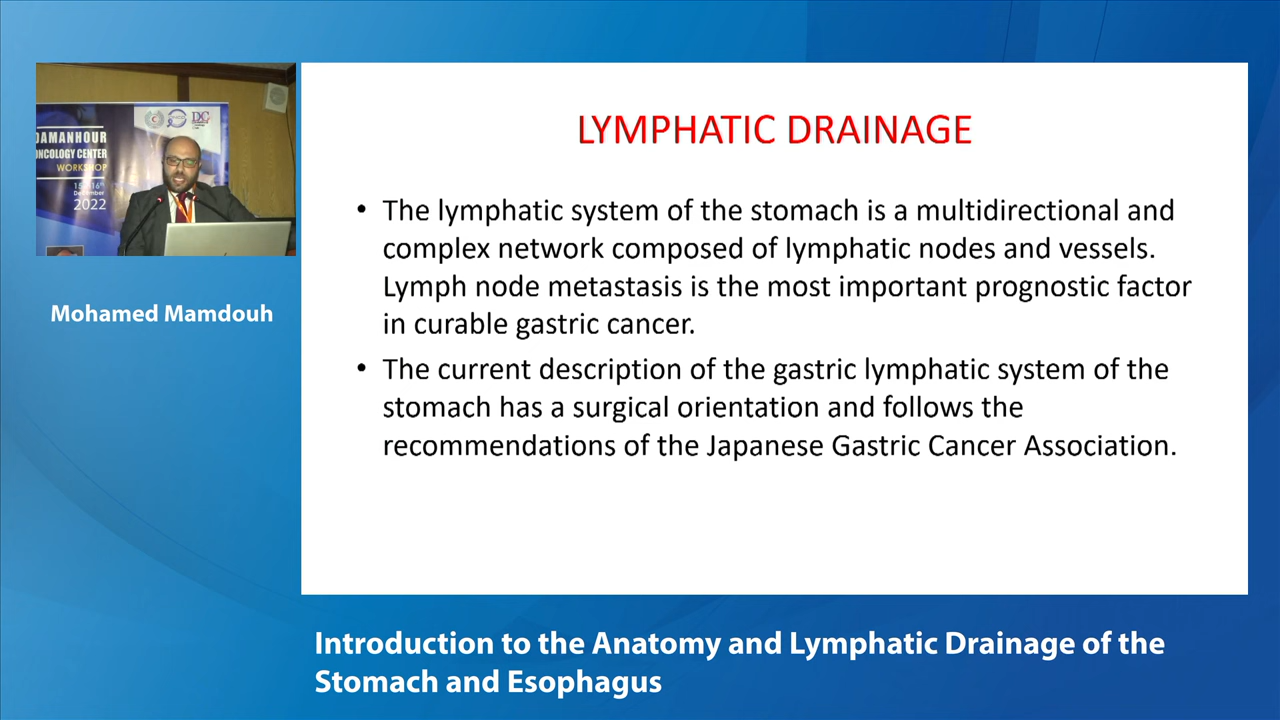 DAMANHOUR
ONCOLOGY CENTER
WORKSHOP
December
2022
Mohamed Mamdouh
LYMPHATIC DRAINAGE
• The lymphatic system of the stomach is a multidirectional and
complex network composed of lymphatic nodes and vessels.
Lymph node metastasis is the most important prognostic factor
in curable gastric cancer.
• The current description of the gastric lymphatic system of the
stomach has a surgical orientation and follows the
recommendations of the Japanese Gastric Cancer Association.
Introduction to the Anatomy and Lymphatic Drainage of the
Stomach and Esophagus